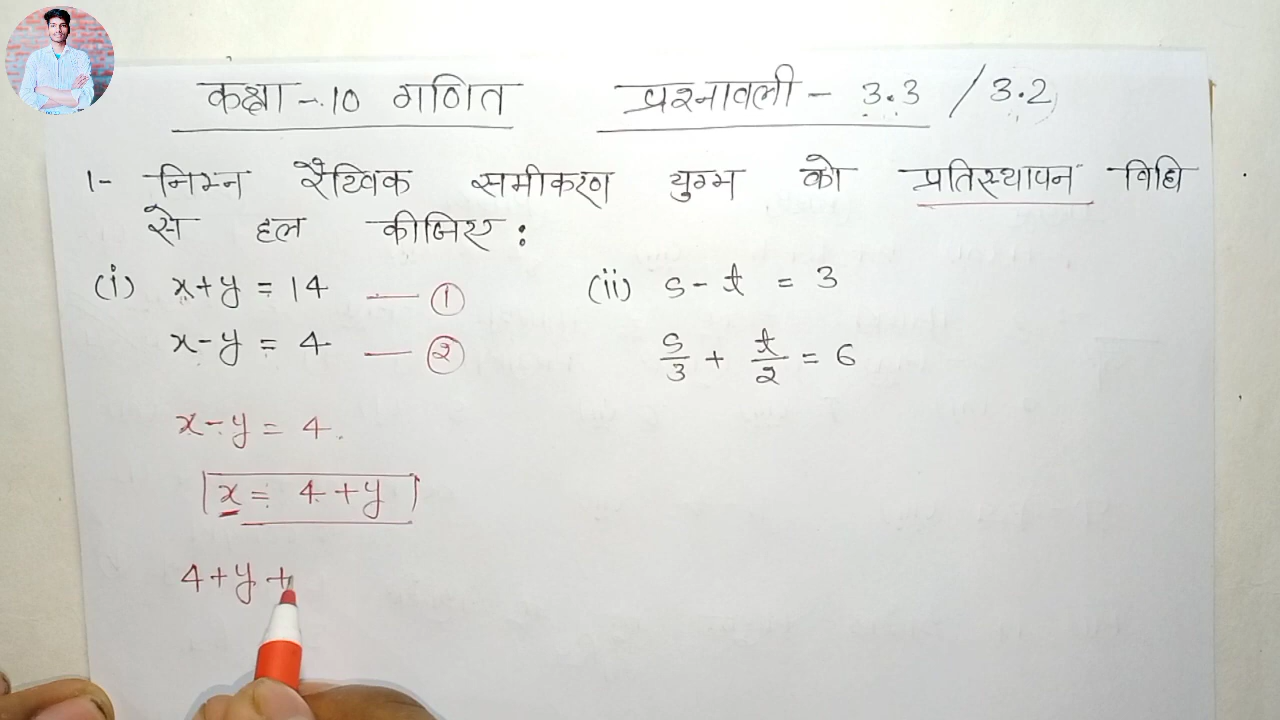 कक्षा - 10 गणित प्रश्नावली - 3.3 / 3.2
1- निम्न रैखिक समीकरण युग्म को प्रतिस्थापन विधि
से हल कीजिए :
(i) x+y = 14 — ①
x-y = 4 — ②
x-y = 4
x = 4+y
4+y+
(ii) s-t = 3
s/3 + t/2 = 6